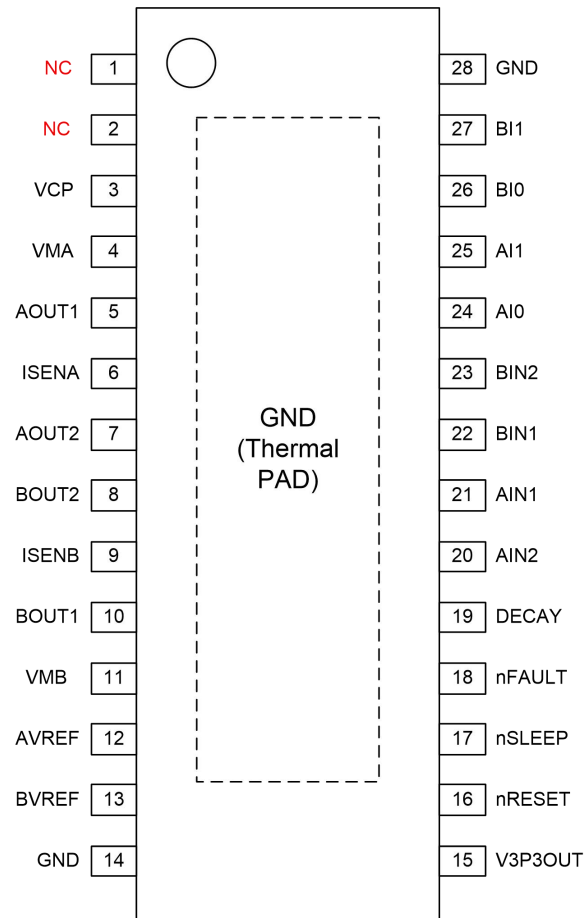 NC 1 28 GND
NC 2 27 BI1
VCP 3 26 BI0
VMA 4 25 AI1
AOUT1 5 24 AI0
ISENA 6 23 BIN2
AOUT2 7 22 BIN1
BOUT2 8 21 AIN1
ISENB 9 20 AIN2
BOUT1 10 19 DECAY
VMB 11 18 nFAULT
AVREF 12 17 nSLEEP
BVREF 13 16 nRESET
GND 14 15 V3P3OUT
GND
(Thermal
PAD)